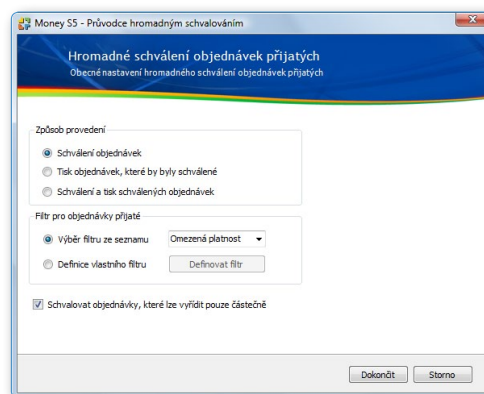 Money S5 - Průvodce hromadným schvalováním
Hromadné schválení objednávek přijatých
Obecné nastavení hromadného schválení objednávek přijatých
Způsob provedení
Schválení objednávek
Tisk objednávek, které by byly schválené
Schválení a tisk schválených objednávek
Filtr pro objednávky přijaté
Výběr filtru ze seznamu Omezená platnost
Definice vlastního filtru Definovat filtr
Schvalovat objednávky, které lze vyřídit pouze částečně
Dokončit Storno